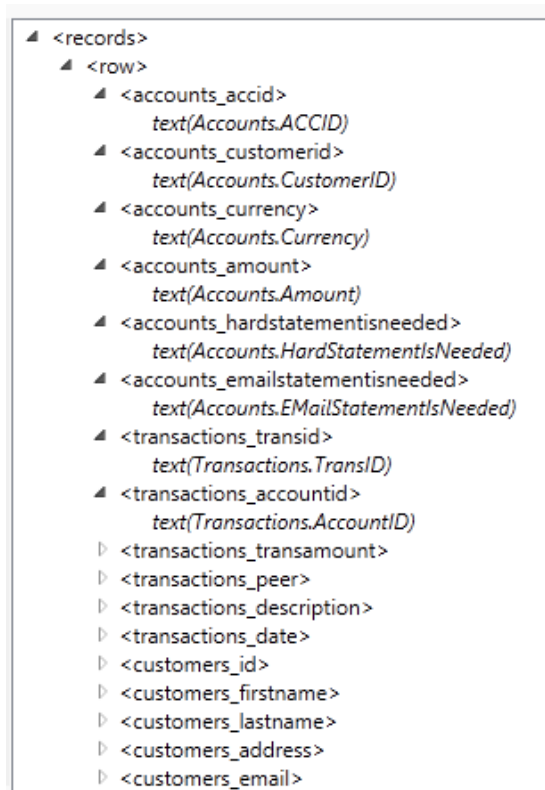 <records>
<row>
<accounts_accid>
text(Accounts.ACCID)
<accounts_customerid>
text(Accounts.CustomerID)
<accounts_currency>
text(Accounts.Currency)
<accounts_amount>
text(Accounts.Amount)
<accounts_hardstatementisneeded>
text(Accounts.HardStatementIsNeeded)
<accounts_emailstatementisneeded>
text(Accounts.EMailStatementIsNeeded)
<transactions_transid>
text(Transactions.TransID)
<transactions_accountid>
text(Transactions.AccountID)
<transactions_transamount>
<transactions_peer>
<transactions_description>
<transactions_date>
<customers_id>
<customers_firstname>
<customers_lastname>
<customers_address>
<customers_email>